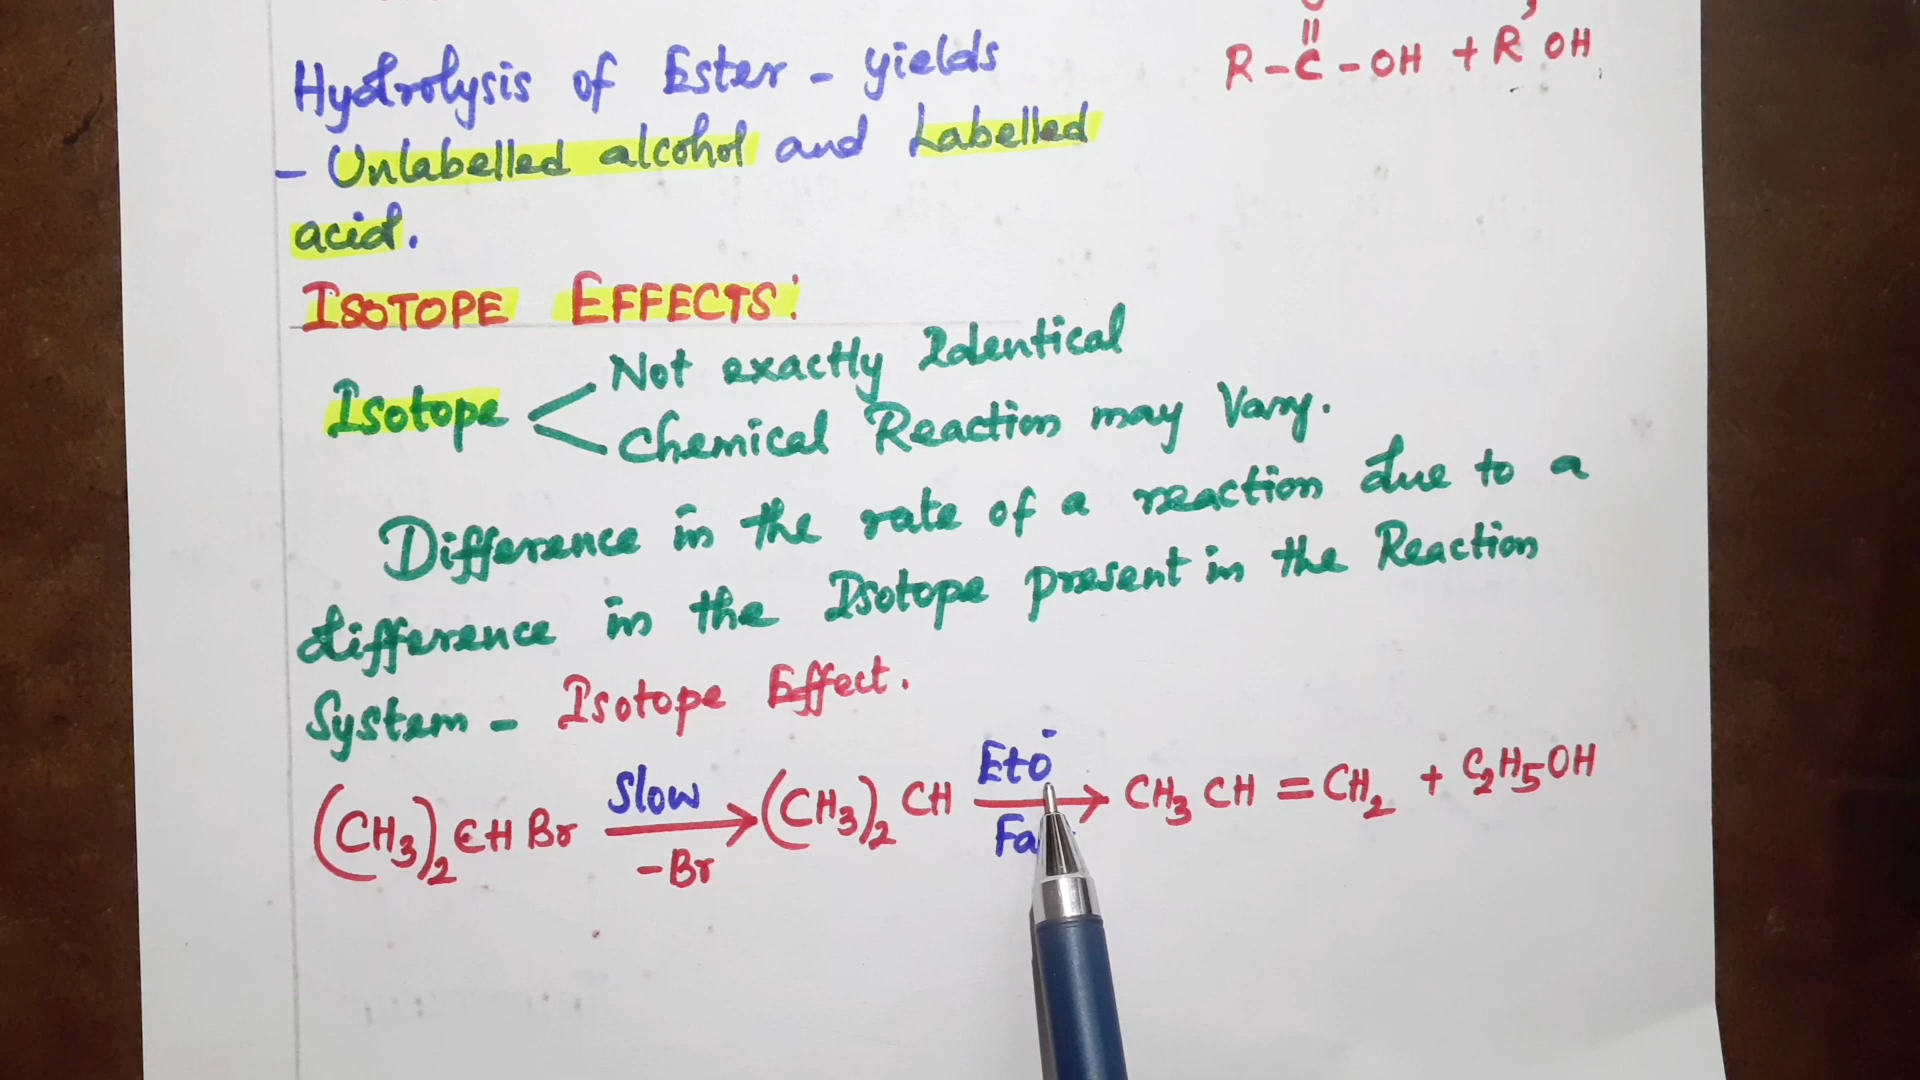 R-C-OH + R'OH
Hydrolysis of Ester - yields
- Unlabelled alcohol and Labelled
acid.
ISOTOPE EFFECTS:
Isotope < Not exactly Identical
Chemical Reaction may Vary.
Difference in the rate of a reaction due to a
difference in the Isotope present in the Reaction
System - Isotope Effect.
(CH₃)₂CHBr Slow → -Br (CH₃)₂CH EtO⁻ → CH₃CH=CH₂ + C₂H₅OH